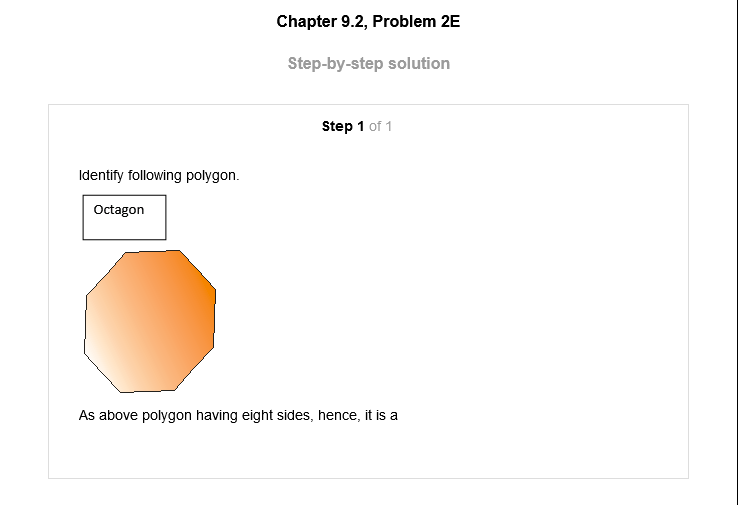 Chapter 9.2, Problem 2E
Step-by-step solution
Step 1 of 1
Identify following polygon.
Octagon
As above polygon having eight sides, hence, it is a